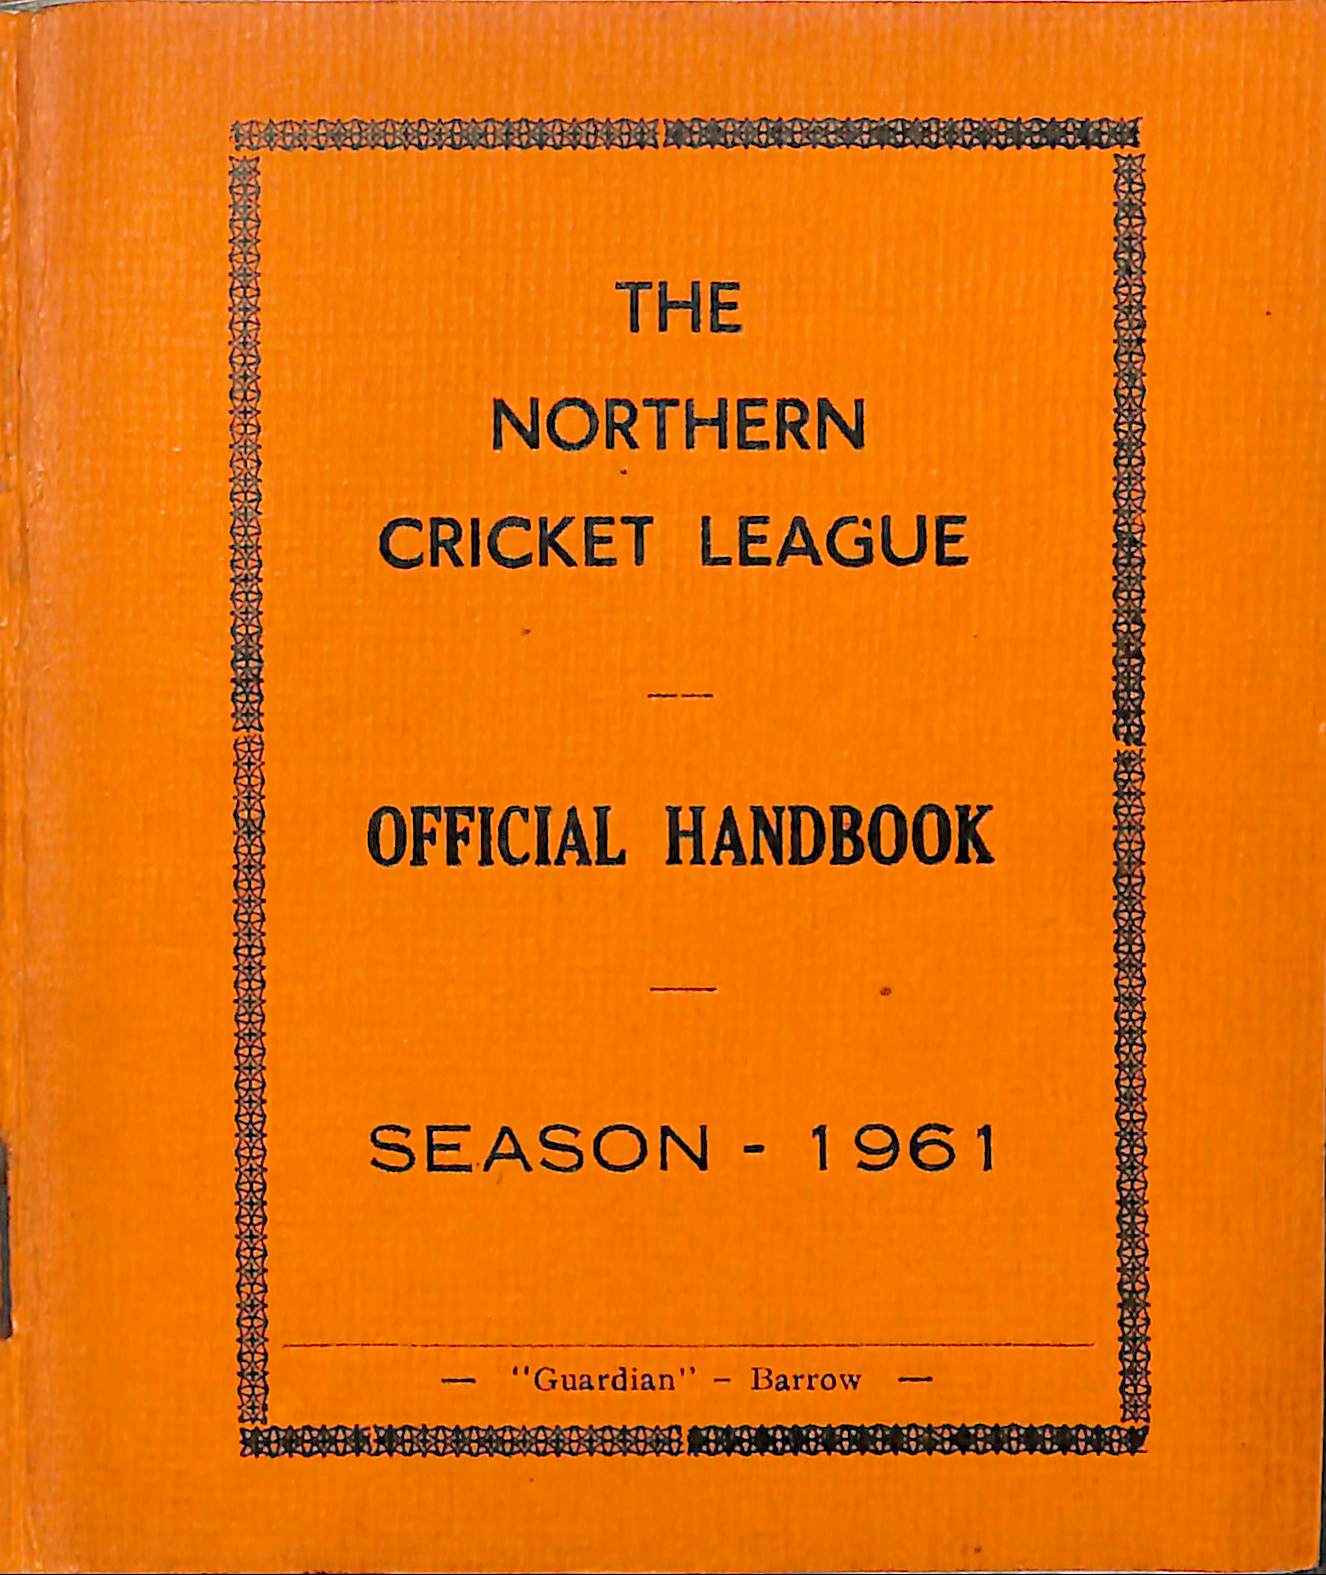 THE
NORTHERN
CRICKET LEAGUE
OFFICIAL HANDBOOK
SEASON - 1961
— "Guardian" - Barrow —